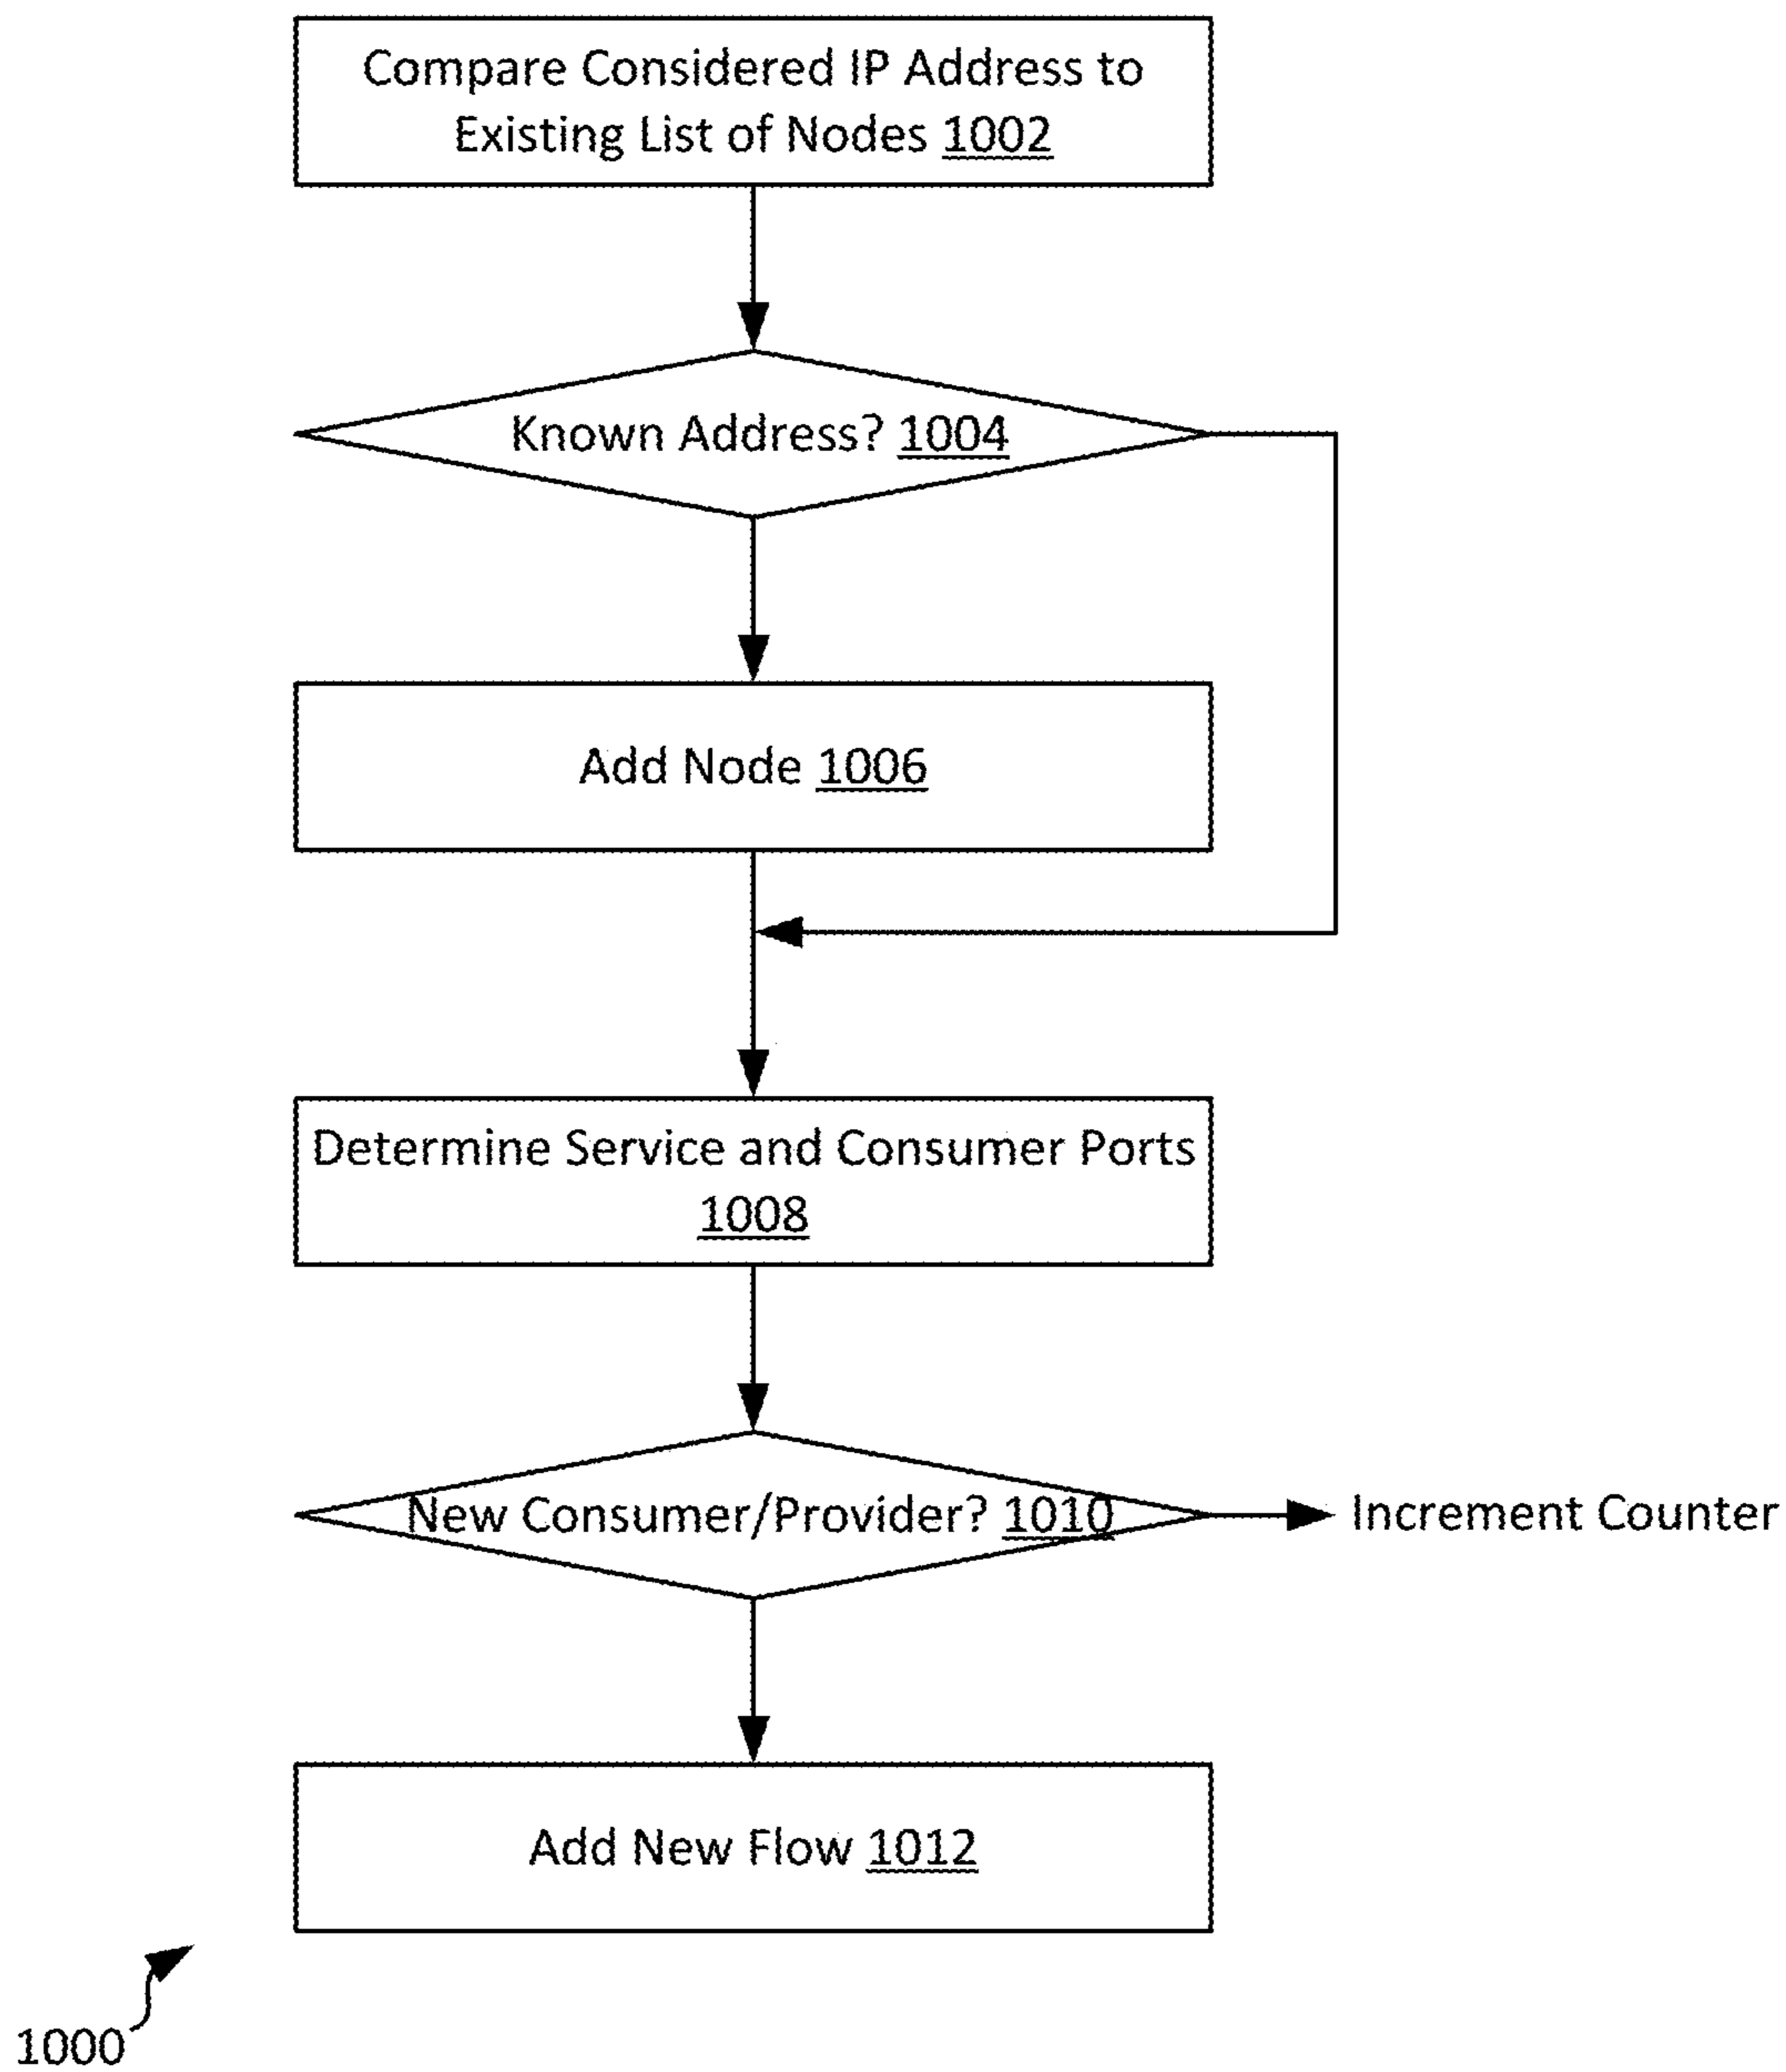 Compare Considered IP Address to
Existing List of Nodes 1002
Known Address? 1004
Add Node 1006
Determine Service and Consumer Ports
1008
New Consumer/Provider? 1010
Increment Counter
Add New Flow 1012
1000